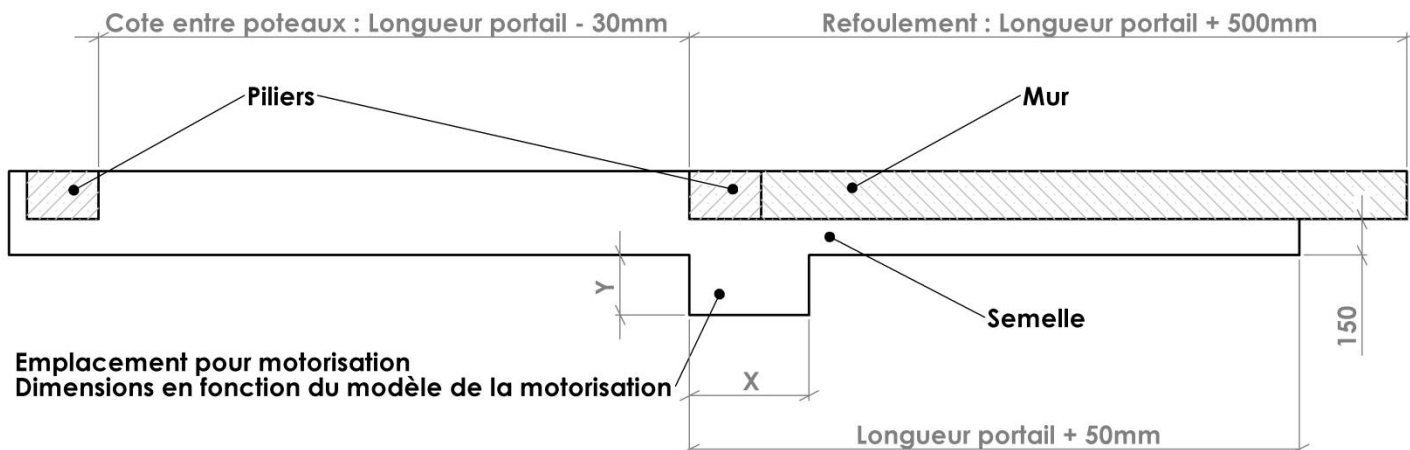 Cote entre poteaux : Longueur portail - 30mm
Refoulement : Longueur portail + 500mm
Piliers
Mur
Y
Semelle
150
Emplacement pour motorisation
Dimensions en fonction du modèle de la motorisation
X
Longueur portail + 50mm